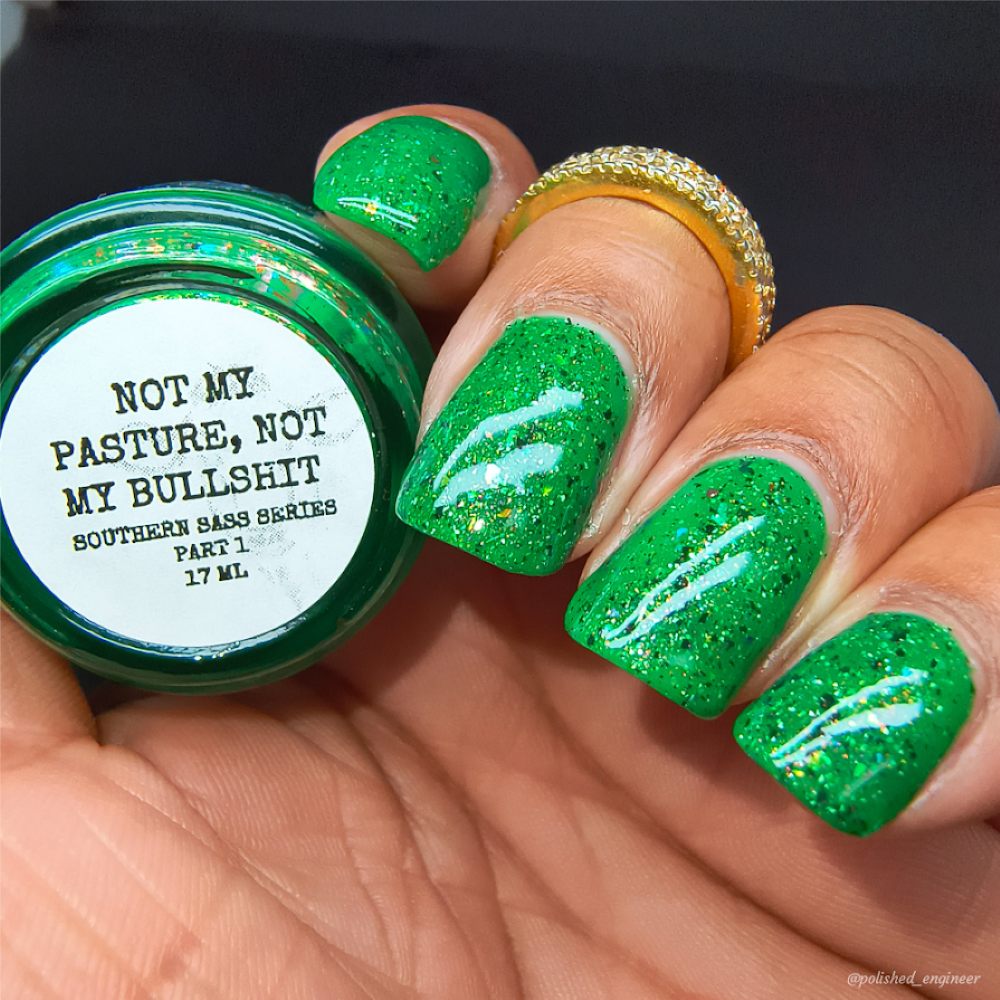 NOT MY
PASTURE, NOT
MY BULLSHIT
SOUTHERN SASS SERIES
PART 1
17 ML
@polished_engineer